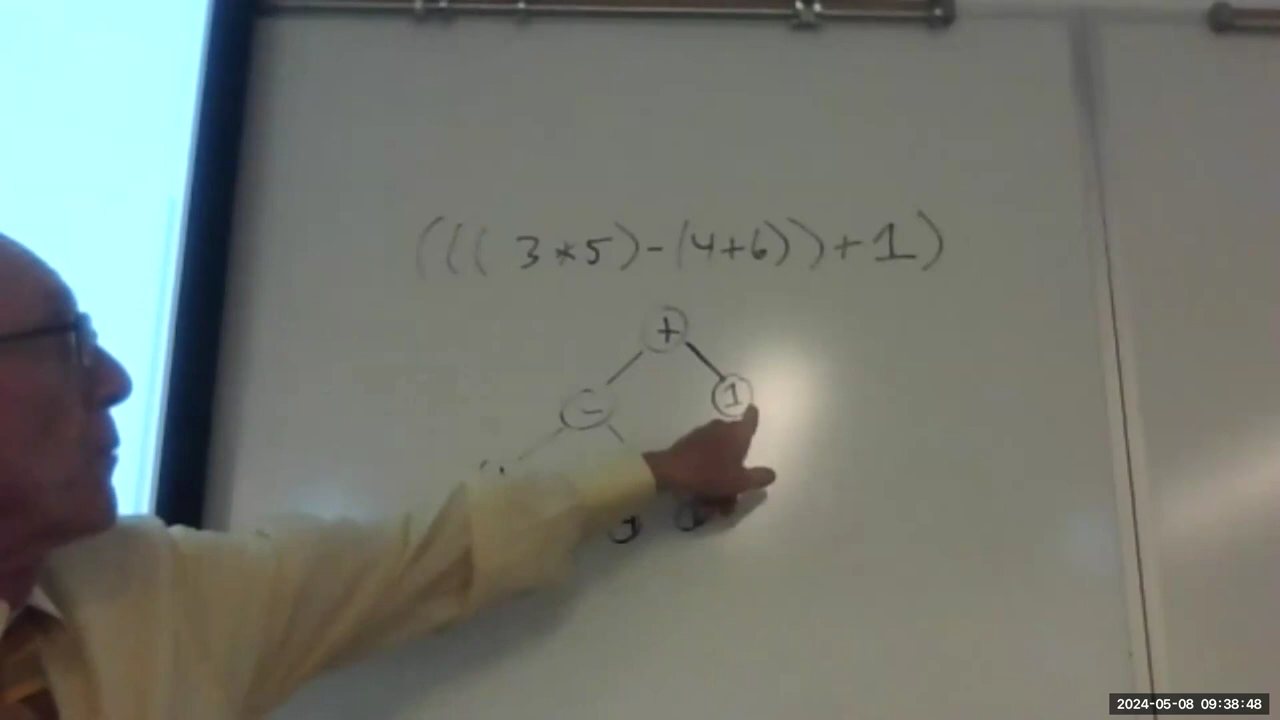 (((3*5)-(4+6))+1)
+
- 1
2024-05-08 09:38:48